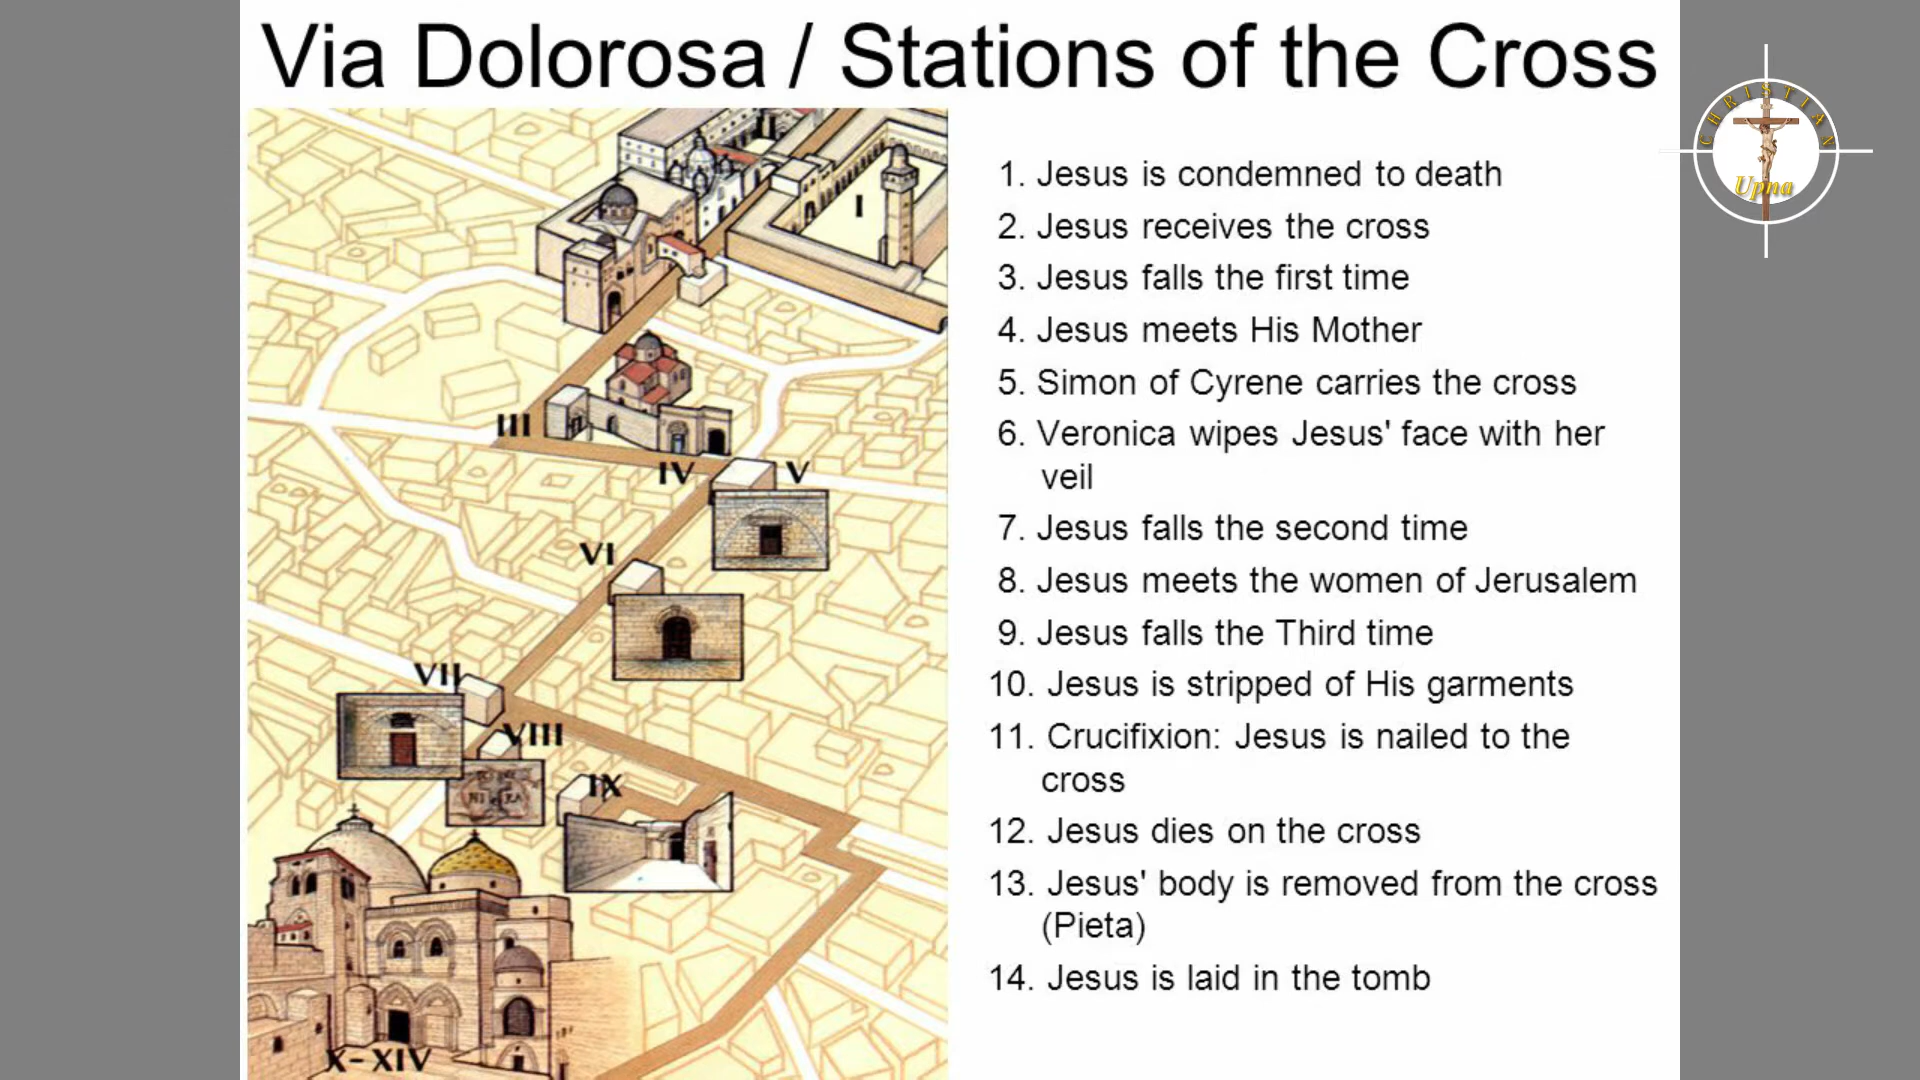 Via Dolorosa / Stations of the Cross
CHRISTIAN
Upna
1. Jesus is condemned to death
2. Jesus receives the cross
3. Jesus falls the first time
4. Jesus meets His Mother
5. Simon of Cyrene carries the cross
6. Veronica wipes Jesus' face with her
veil
7. Jesus falls the second time
8. Jesus meets the women of Jerusalem
9. Jesus falls the Third time
10. Jesus is stripped of His garments
11. Crucifixion: Jesus is nailed to the
cross
12. Jesus dies on the cross
13. Jesus' body is removed from the cross
(Pieta)
14. Jesus is laid in the tomb
II
I
III
IV
V
VI
VII
VIII
IX
X-XIV